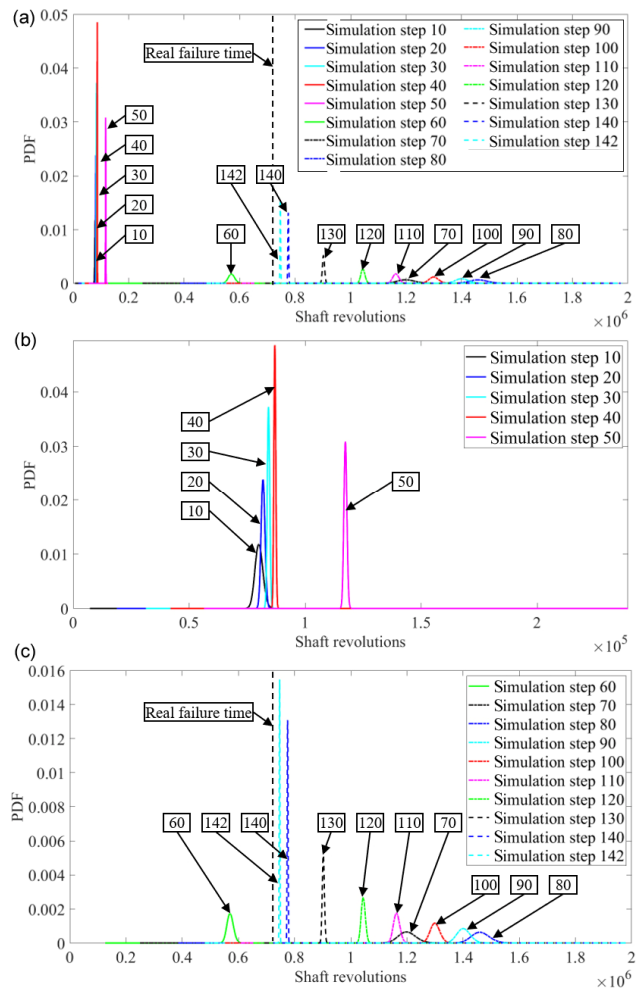 (a)
0.05
0.04
0.03
0.02
0.01
0
PDF
Real failure time
50
40
30
20
10
60
142
140
130
120
110
70
100
90
80
Simulation step 10
Simulation step 20
Simulation step 30
Simulation step 40
Simulation step 50
Simulation step 60
Simulation step 70
Simulation step 80
Simulation step 90
Simulation step 100
Simulation step 110
Simulation step 120
Simulation step 130
Simulation step 140
Simulation step 142
0 0.2 0.4 0.6 0.8 1 1.2 1.4 1.6 1.8 2
Shaft revolutions
×10⁶
(b)
0.04
0.03
0.02
0.01
0
PDF
40
30
20
10
50
Simulation step 10
Simulation step 20
Simulation step 30
Simulation step 40
Simulation step 50
0 0.5 1 1.5 2
Shaft revolutions
×10⁵
(c)
0.016
0.014
0.012
0.01
0.008
0.006
0.004
0.002
0
PDF
Real failure time
60
142
140
130
120
110
70
100
90
80
Simulation step 60
Simulation step 70
Simulation step 80
Simulation step 90
Simulation step 100
Simulation step 110
Simulation step 120
Simulation step 130
Simulation step 140
Simulation step 142
0 0.2 0.4 0.6 0.8 1 1.2 1.4 1.6 1.8 2
Shaft revolutions
×10⁶